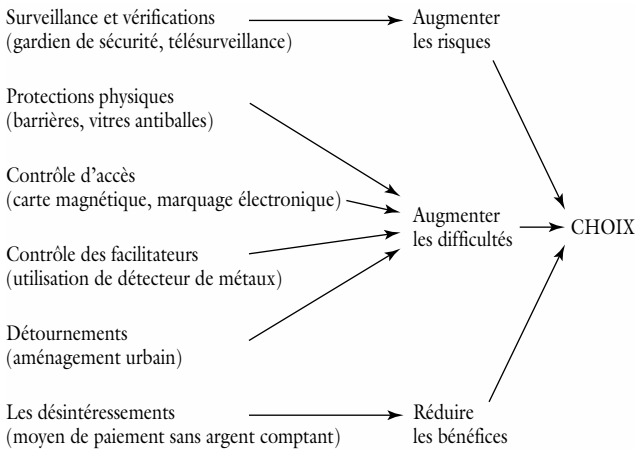 Surveillance et vérifications
(gardien de sécurité, télésurveillance)
Augmenter
les risques
Protections physiques
(barrières, vitres antiballes)
Contrôle d'accès
(carte magnétique, marquage électronique)
Augmenter
les difficultés
CHOIX
Contrôle des facilitateurs
(utilisation de détecteur de métaux)
Détournements
(aménagement urbain)
Les désintéressements
(moyen de paiement sans argent comptant)
Réduire
les bénéfices